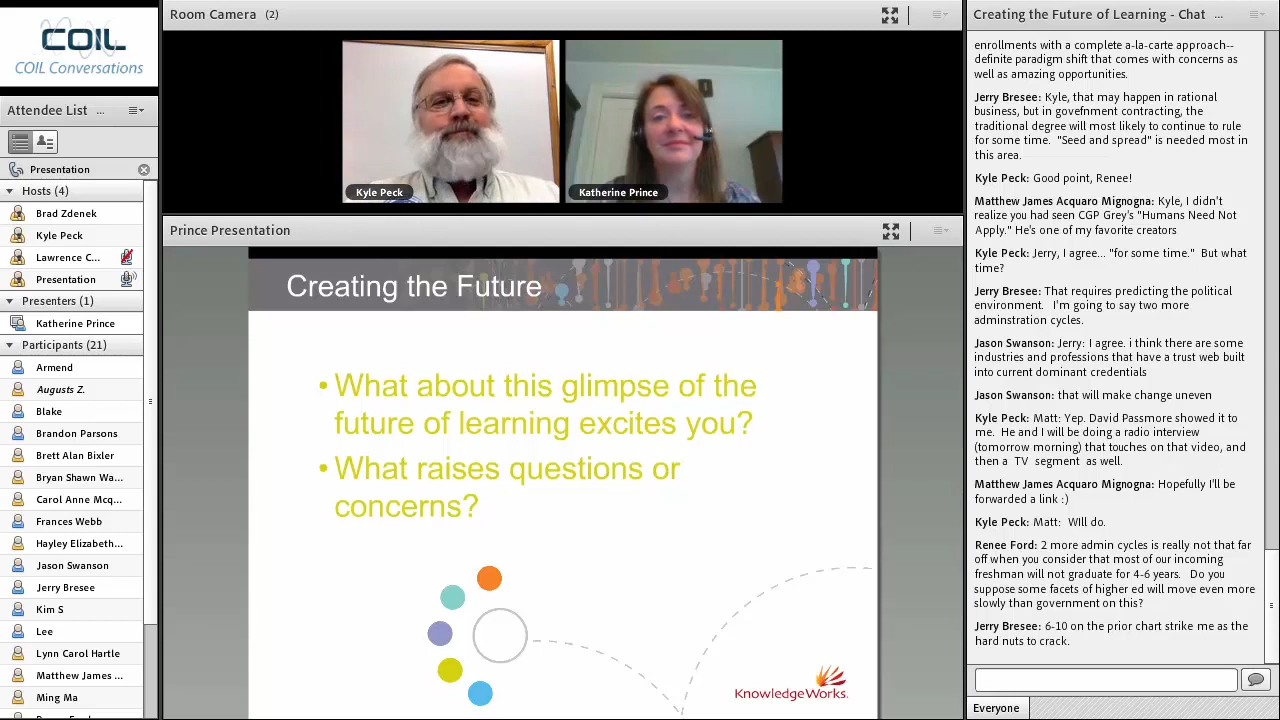 COIL
COIL Conversations
Attendee List ...
Presentation
Hosts (4)
Brad Zdenek
Kyle Peck
Lawrence C...
Presentation
Presenters (1)
Katherine Prince
Participants (21)
Armend
Augusts Z.
Blake
Brandon Parsons
Brett Alan Bixler
Bryan Shawn Wa...
Carol Anne Mcq...
Frances Webb
Hayley Elizabeth...
Jason Swanson
Jerry Bresee
Kim S
Lee
Lynn Carol Hartle
Matthew James ...
Ming Ma
Room Camera (2)
Kyle Peck
Katherine Prince
Prince Presentation
Creating the Future
• What about this glimpse of the
future of learning excites you?
• What raises questions or
concerns?
KnowledgeWorks.
Creating the Future of Learning - Chat ...
enrollments with a complete a-la-carte approach--
definite paradigm shift that comes with concerns as
well as amazing opportunities.
Jerry Bresee: Kyle, that may happen in rational
business, but in government contracting, the
traditional degree will most likely to continue to rule
for some time. "Seed and spread" is needed most in
this area.
Kyle Peck: Good point, Renee!
Matthew James Acquaro Mignogna: Kyle, I didn't
realize you had seen CGP Grey's "Humans Need Not
Apply." He's one of my favorite creators
Kyle Peck: Jerry, I agree... "for some time." But what
time?
Jerry Bresee: That requires predicting the political
environment. I'm going to say two more
adminstration cycles.
Jason Swanson: Jerry: I agree. i think there are some
industries and professions that have a trust web built
into current dominant credentials
Jason Swanson: that will make change uneven
Kyle Peck: Matt: Yep. David Passmore showed it to
me. He and I will be doing a radio interview
(tomorrow morning) that touches on that video, and
then a TV segment as well.
Matthew James Acquaro Mignogna: Hopefully I'll be
forwarded a link :)
Kyle Peck: Matt: WIll do.
Renee Ford: 2 more admin cycles is really not that far
off when you consider that most of our incoming
freshman will not graduate for 4-6 years. Do you
suppose some facets of higher ed will move even more
slowly than government on this?
Jerry Bresee: 6-10 on the prior chart strike me as the
hard nuts to crack.
Everyone